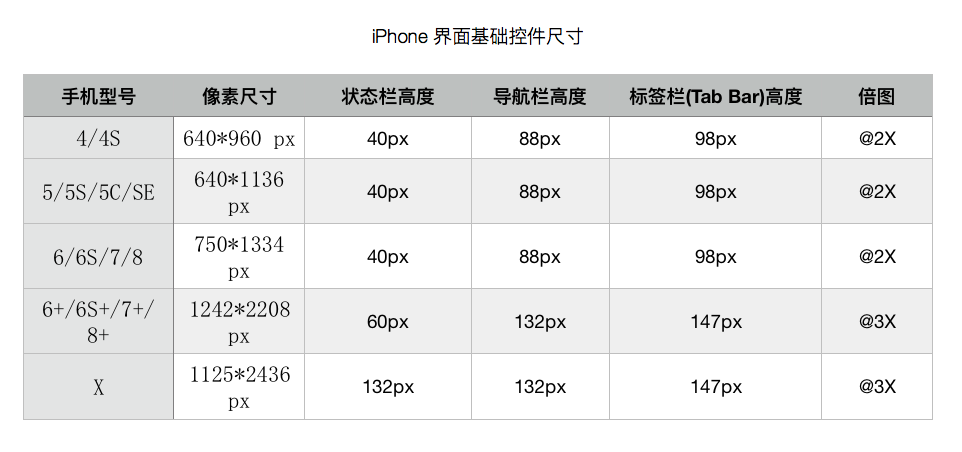 iPhone 界面基础控件尺寸
手机型号 像素尺寸 状态栏高度 导航栏高度 标签栏(Tab Bar)高度 倍图
4/4S 640*960 px 40px 88px 98px @2X
5/5S/5C/SE 640*1136 px 40px 88px 98px @2X
6/6S/7/8 750*1334 px 40px 88px 98px @2X
6+/6S+/7+/8+ 1242*2208 px 60px 132px 147px @3X
X 1125*2436 px 132px 132px 147px @3X